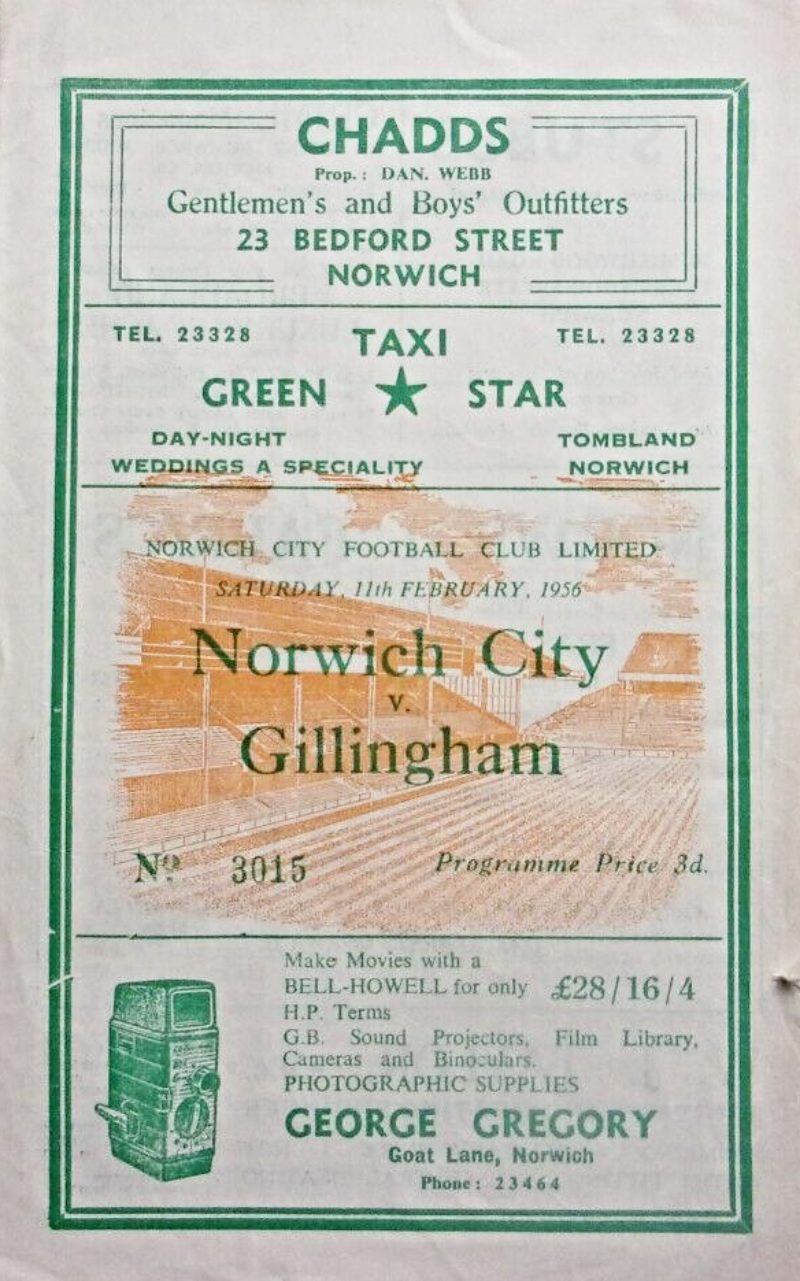 CHADDS
Prop.: DAN. WEBB
Gentlemen's and Boys' Outfitters
23 BEDFORD STREET
NORWICH
TEL. 23328 TAXI TEL. 23328
GREEN STAR
DAY-NIGHT TOMBLAND
WEDDINGS A SPECIALITY NORWICH
NORWICH CITY FOOTBALL CLUB LIMITED
SATURDAY, 11th FEBRUARY, 1956
Norwich City
v.
Gillingham
Nº 3015 Programme Price 3d.
Make Movies with a
BELL-HOWELL for only £28/16/4
H.P. Terms
G.B. Sound Projectors, Film Library,
Cameras and Binoculars.
PHOTOGRAPHIC SUPPLIES
GEORGE GREGORY
Goat Lane, Norwich
Phone: 23464